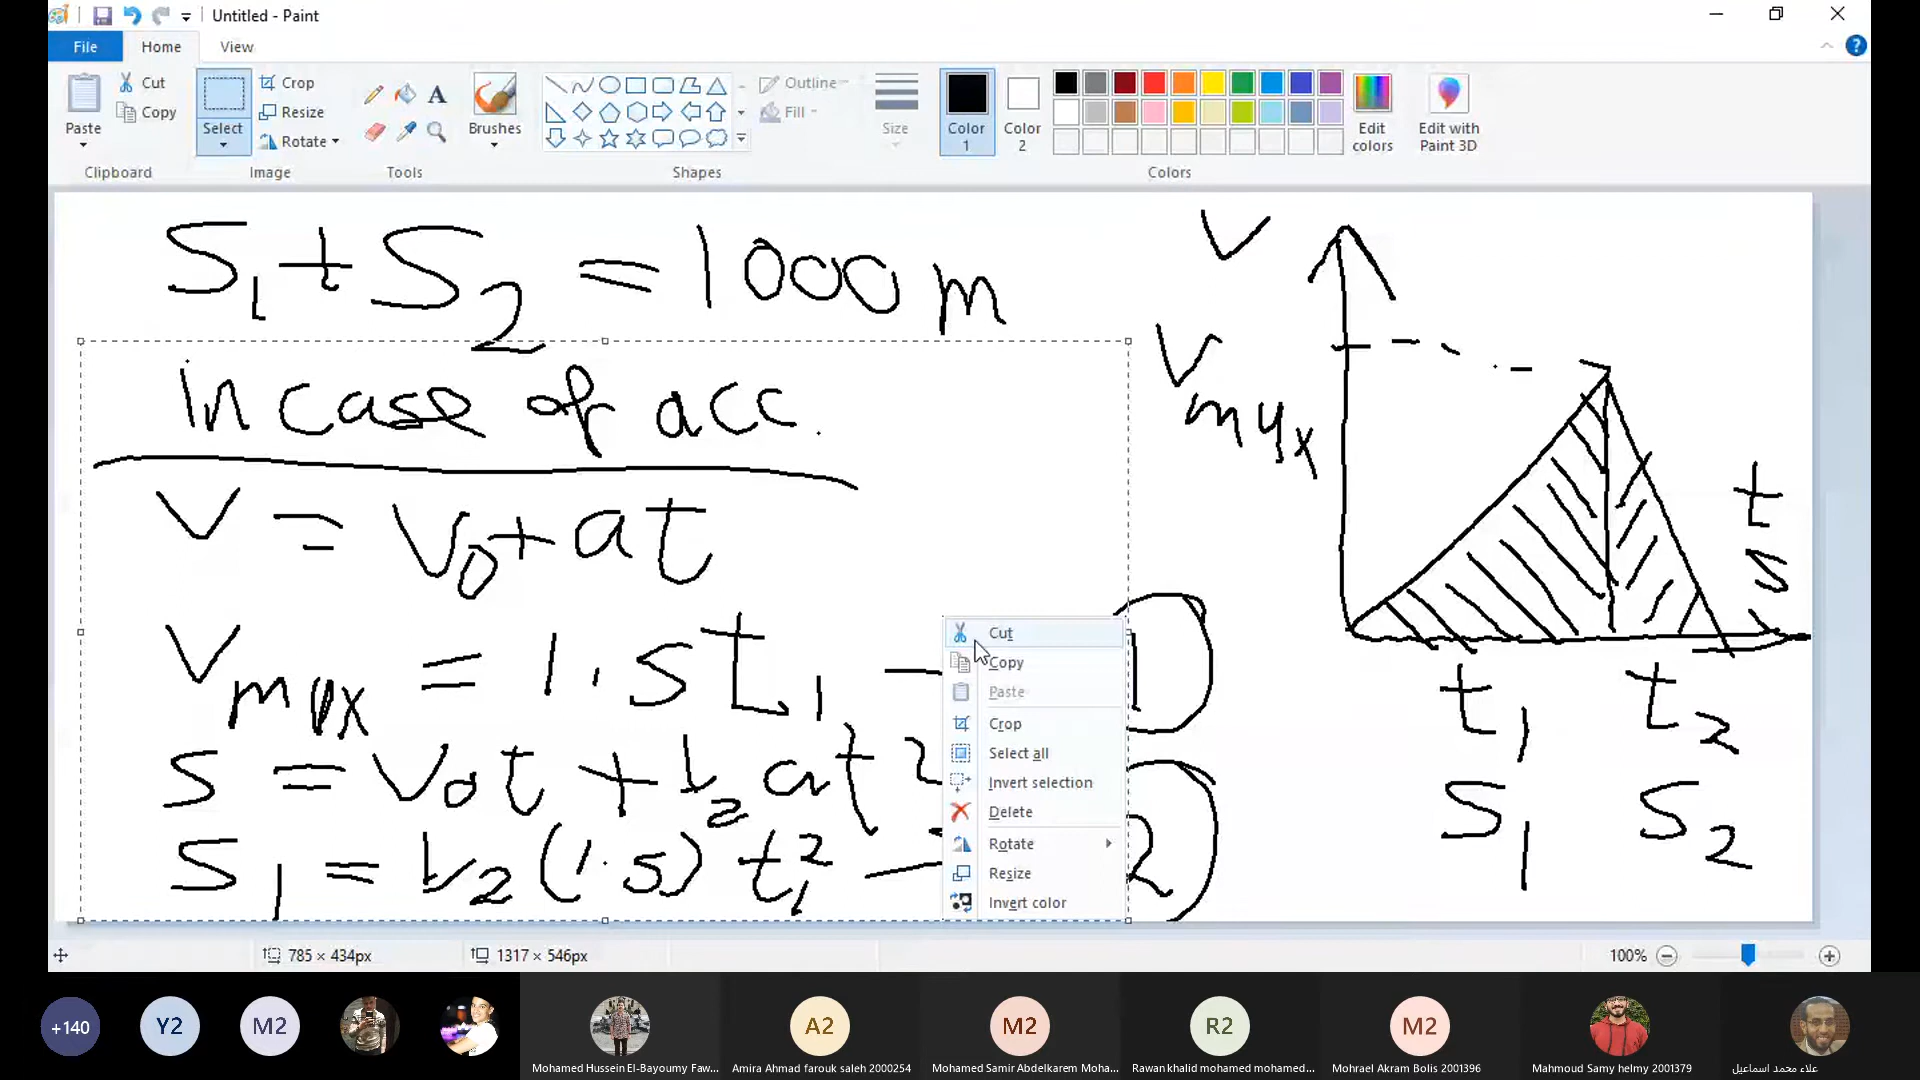 Untitled - Paint
File
Home
View
Paste
Cut
Copy
Clipboard
Select
Crop
Resize
Rotate
Image
A
Tools
Brushes
Shapes
Outline
Fill
Size
Color
1
Color
2
Edit
colors
Edit with
Paint 3D
Colors
S1 + S2 = 1000 m
in case of acc.
V = V0 + at
Vmax = 1.5 t1 — 1
S = V0t + 1/2 at2
S1 = 1/2 (1.5) t1^2 — 2
V
Vmax
t
s
t1
t2
S1
S2
Cut
Copy
Paste
Crop
Select all
Invert selection
Delete
Rotate
Resize
Invert color
785 × 434px
1317 × 546px
100%
+140
Y2
M2
A2
M2
R2
M2
Mohamed Hussein El-Bayoumy Faw...
Amira Ahmad farouk saleh 2000254
Mohamed Samir Abdelkarem Moha...
Rawan khalid mohamed mohamed...
Mohrael Akram Bolis 2001396
Mahmoud Samy helmy 2001379
علاء محمد اسماعيل